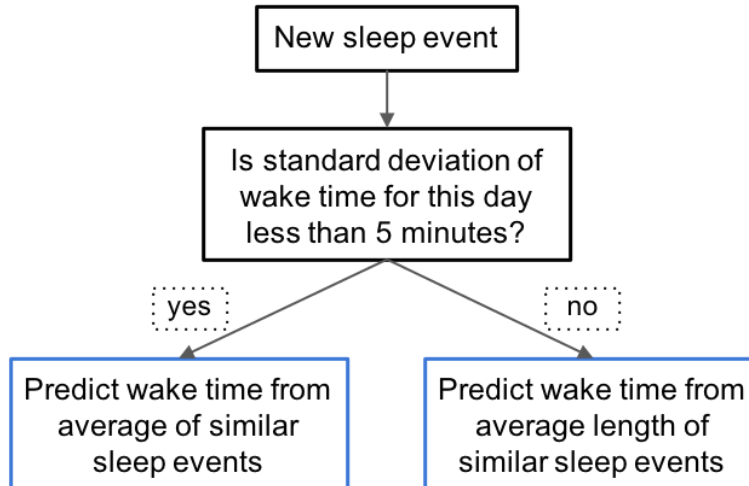 New sleep event
Is standard deviation of
wake time for this day
less than 5 minutes?
yes
no
Predict wake time from
average of similar
sleep events
Predict wake time from
average length of
similar sleep events